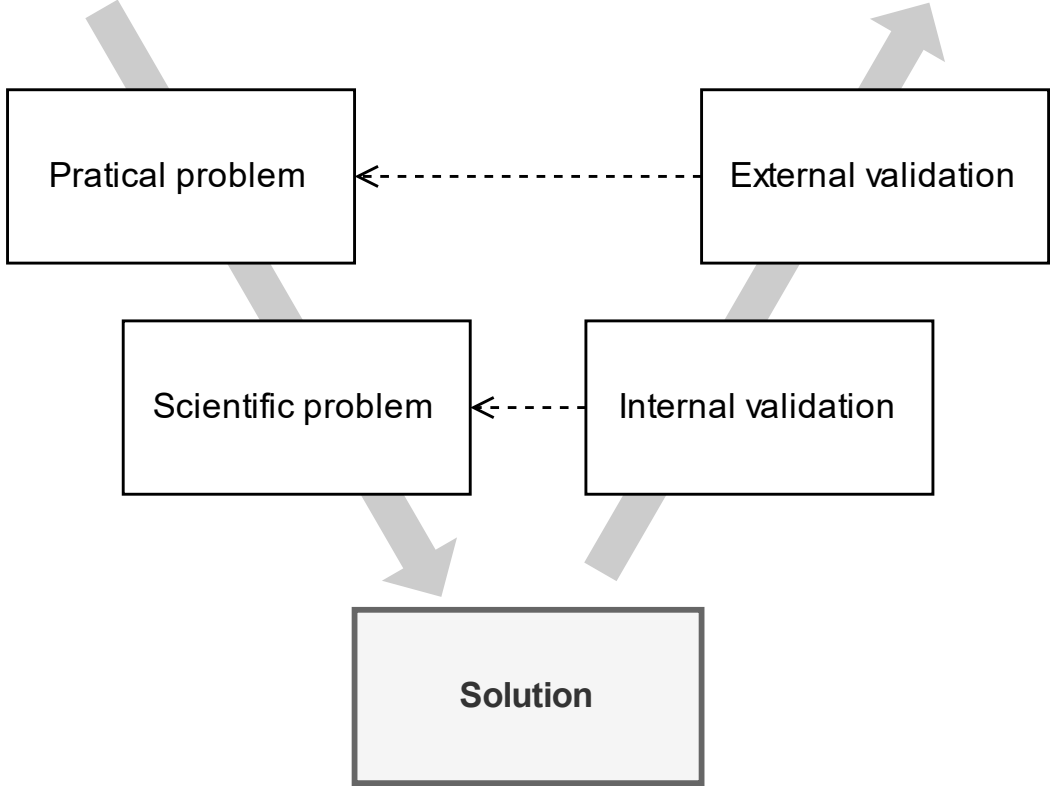 Pratical problem
External validation
Scientific problem
Internal validation
Solution